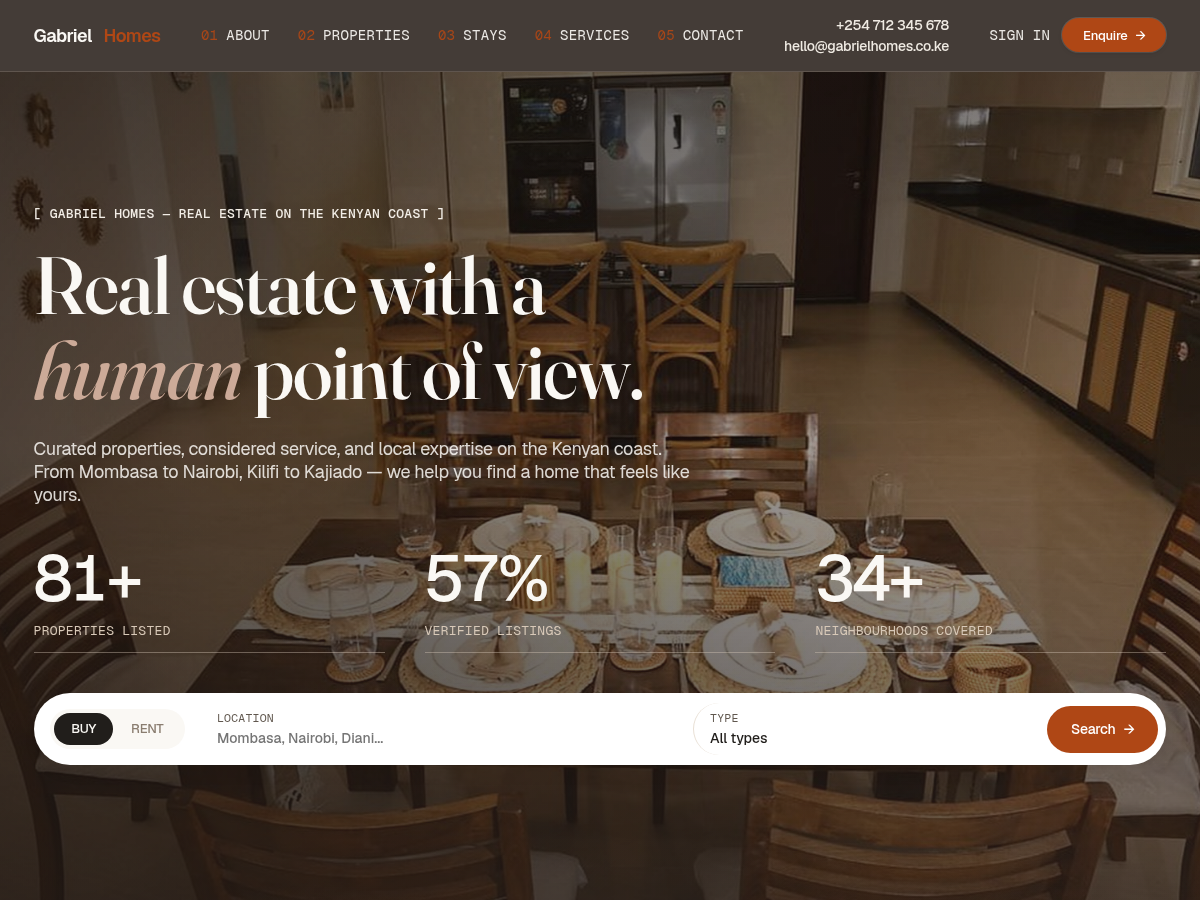 Gabriel Homes
01 ABOUT
02 PROPERTIES
03 STAYS
04 SERVICES
05 CONTACT
+254 712 345 678
hello@gabrielhomes.co.ke
SIGN IN
Enquire →
[ GABRIEL HOMES — REAL ESTATE ON THE KENYAN COAST ]
Real estate with a
human point of view.
Curated properties, considered service, and local expertise on the Kenyan coast.
From Mombasa to Nairobi, Kilifi to Kajiado — we help you find a home that feels like
yours.
81+
PROPERTIES LISTED
57%
VERIFIED LISTINGS
34+
NEIGHBOURHOODS COVERED
BUY
RENT
LOCATION
Mombasa, Nairobi, Diani...
TYPE
All types
Search →